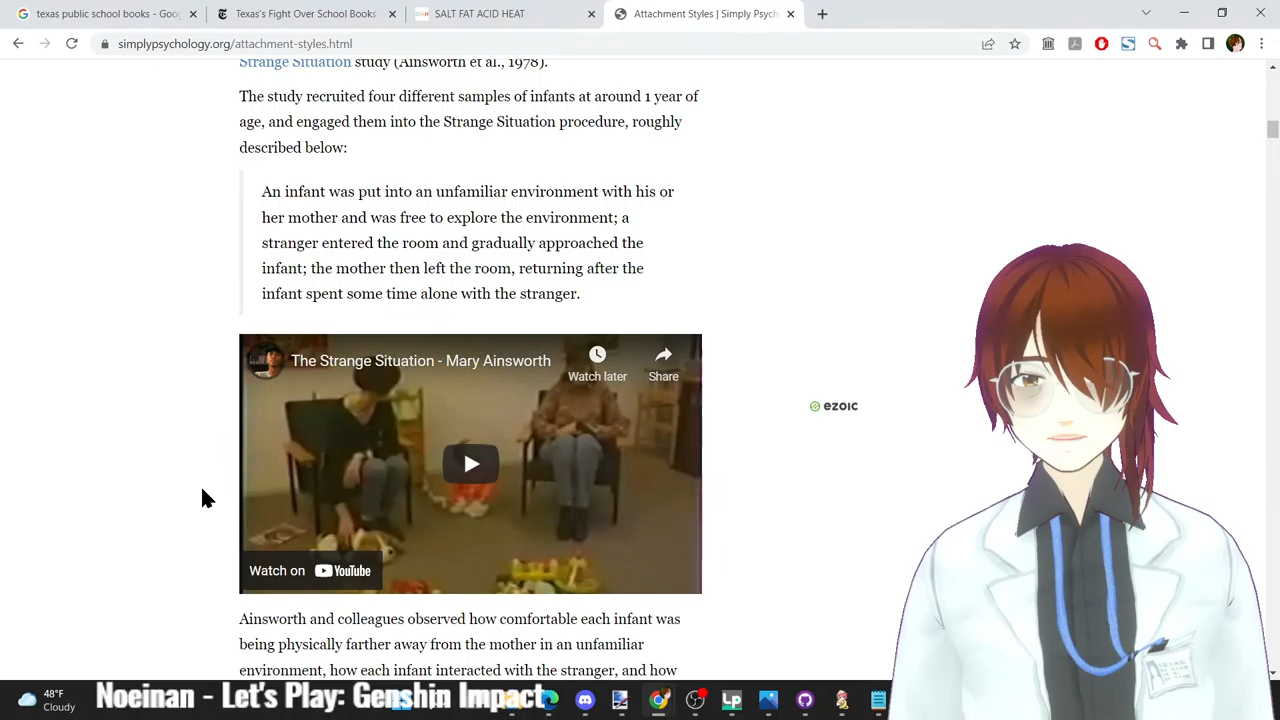 texas public school books - Goo
Texas's Fight Over School Books
SALT FAT ACID HEAT
Attachment Styles | Simply Psych
simplypsychology.org/attachment-styles.html
Strange Situation study (Ainsworth et al., 1978).
The study recruited four different samples of infants at around 1 year of
age, and engaged them into the Strange Situation procedure, roughly
described below:
An infant was put into an unfamiliar environment with his or
her mother and was free to explore the environment; a
stranger entered the room and gradually approached the
infant; the mother then left the room, returning after the
infant spent some time alone with the stranger.
The Strange Situation - Mary Ainsworth
Watch later
Share
ezoic
Watch on YouTube
Ainsworth and colleagues observed how comfortable each infant was
being physically farther away from the mother in an unfamiliar
environment, how each infant interacted with the stranger, and how
48°F
Cloudy
Noeinan - Let's Play: Genshin Impact